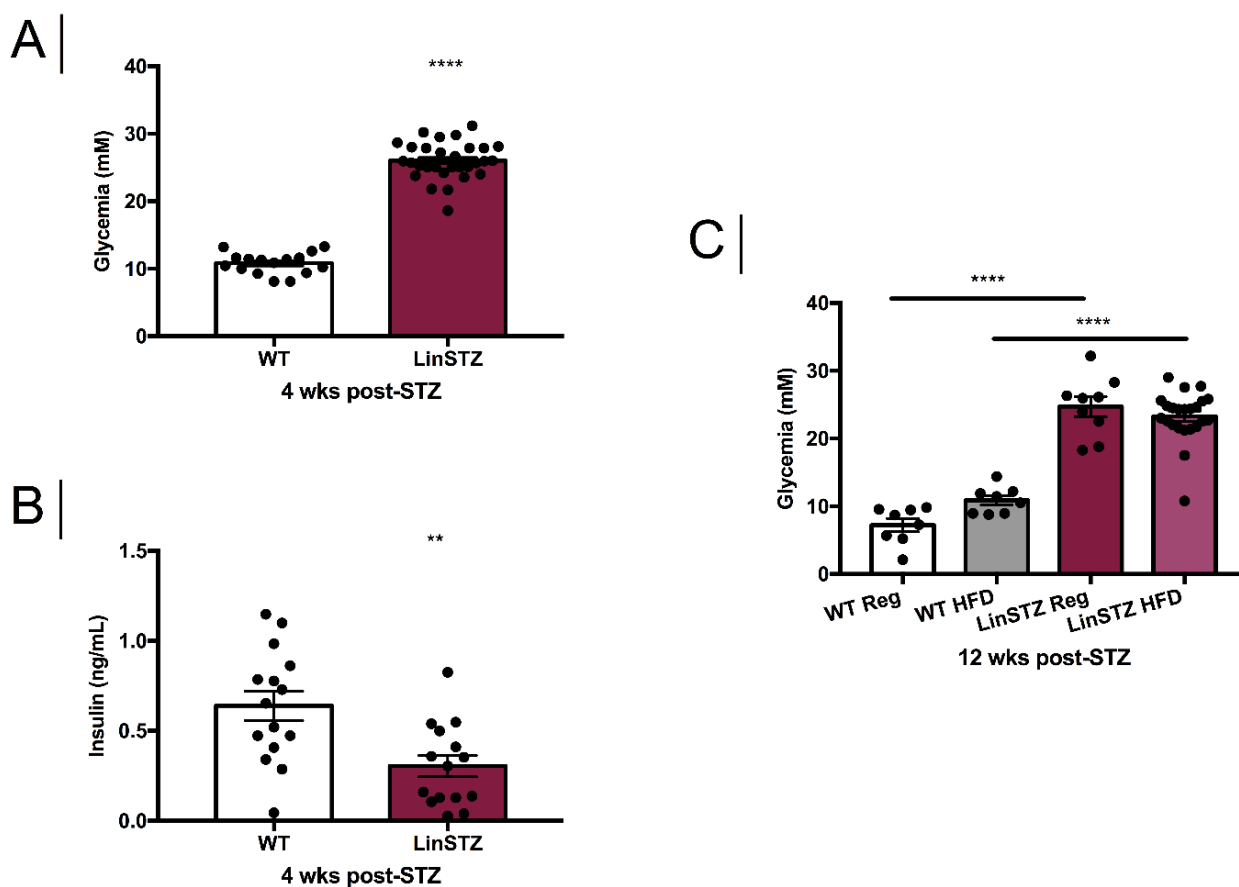 A
****
40
30
20
10
0
Glycemia (mM)
WT
LinSTZ
4 wks post-STZ
B
**
1.5
1.0
0.5
0.0
Insulin (ng/mL)
WT
LinSTZ
4 wks post-STZ
C
****
****
40
30
20
10
0
Glycemia (mM)
WT Reg
WT HFD
LinSTZ Reg
LinSTZ HFD
12 wks post-STZ